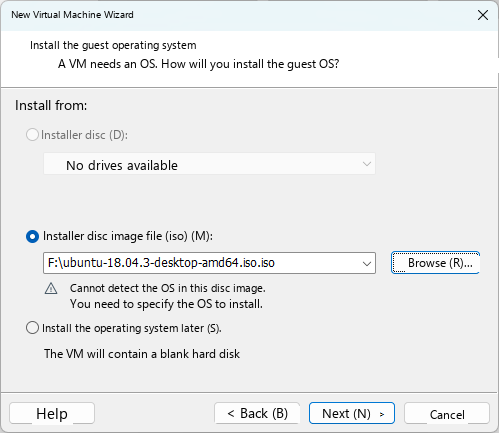 New Virtual Machine Wizard
Install the guest operating system
A VM needs an OS. How will you install the guest OS?
Install from:
Installer disc (D):
No drives available
Installer disc image file (iso) (M):
F:\ubuntu-18.04.3-desktop-amd64.iso.iso
Browse (R)...
Cannot detect the OS in this disc image.
You need to specify the OS to install.
Install the operating system later (S).
The VM will contain a blank hard disk
Help
< Back (B)
Next (N) >
Cancel